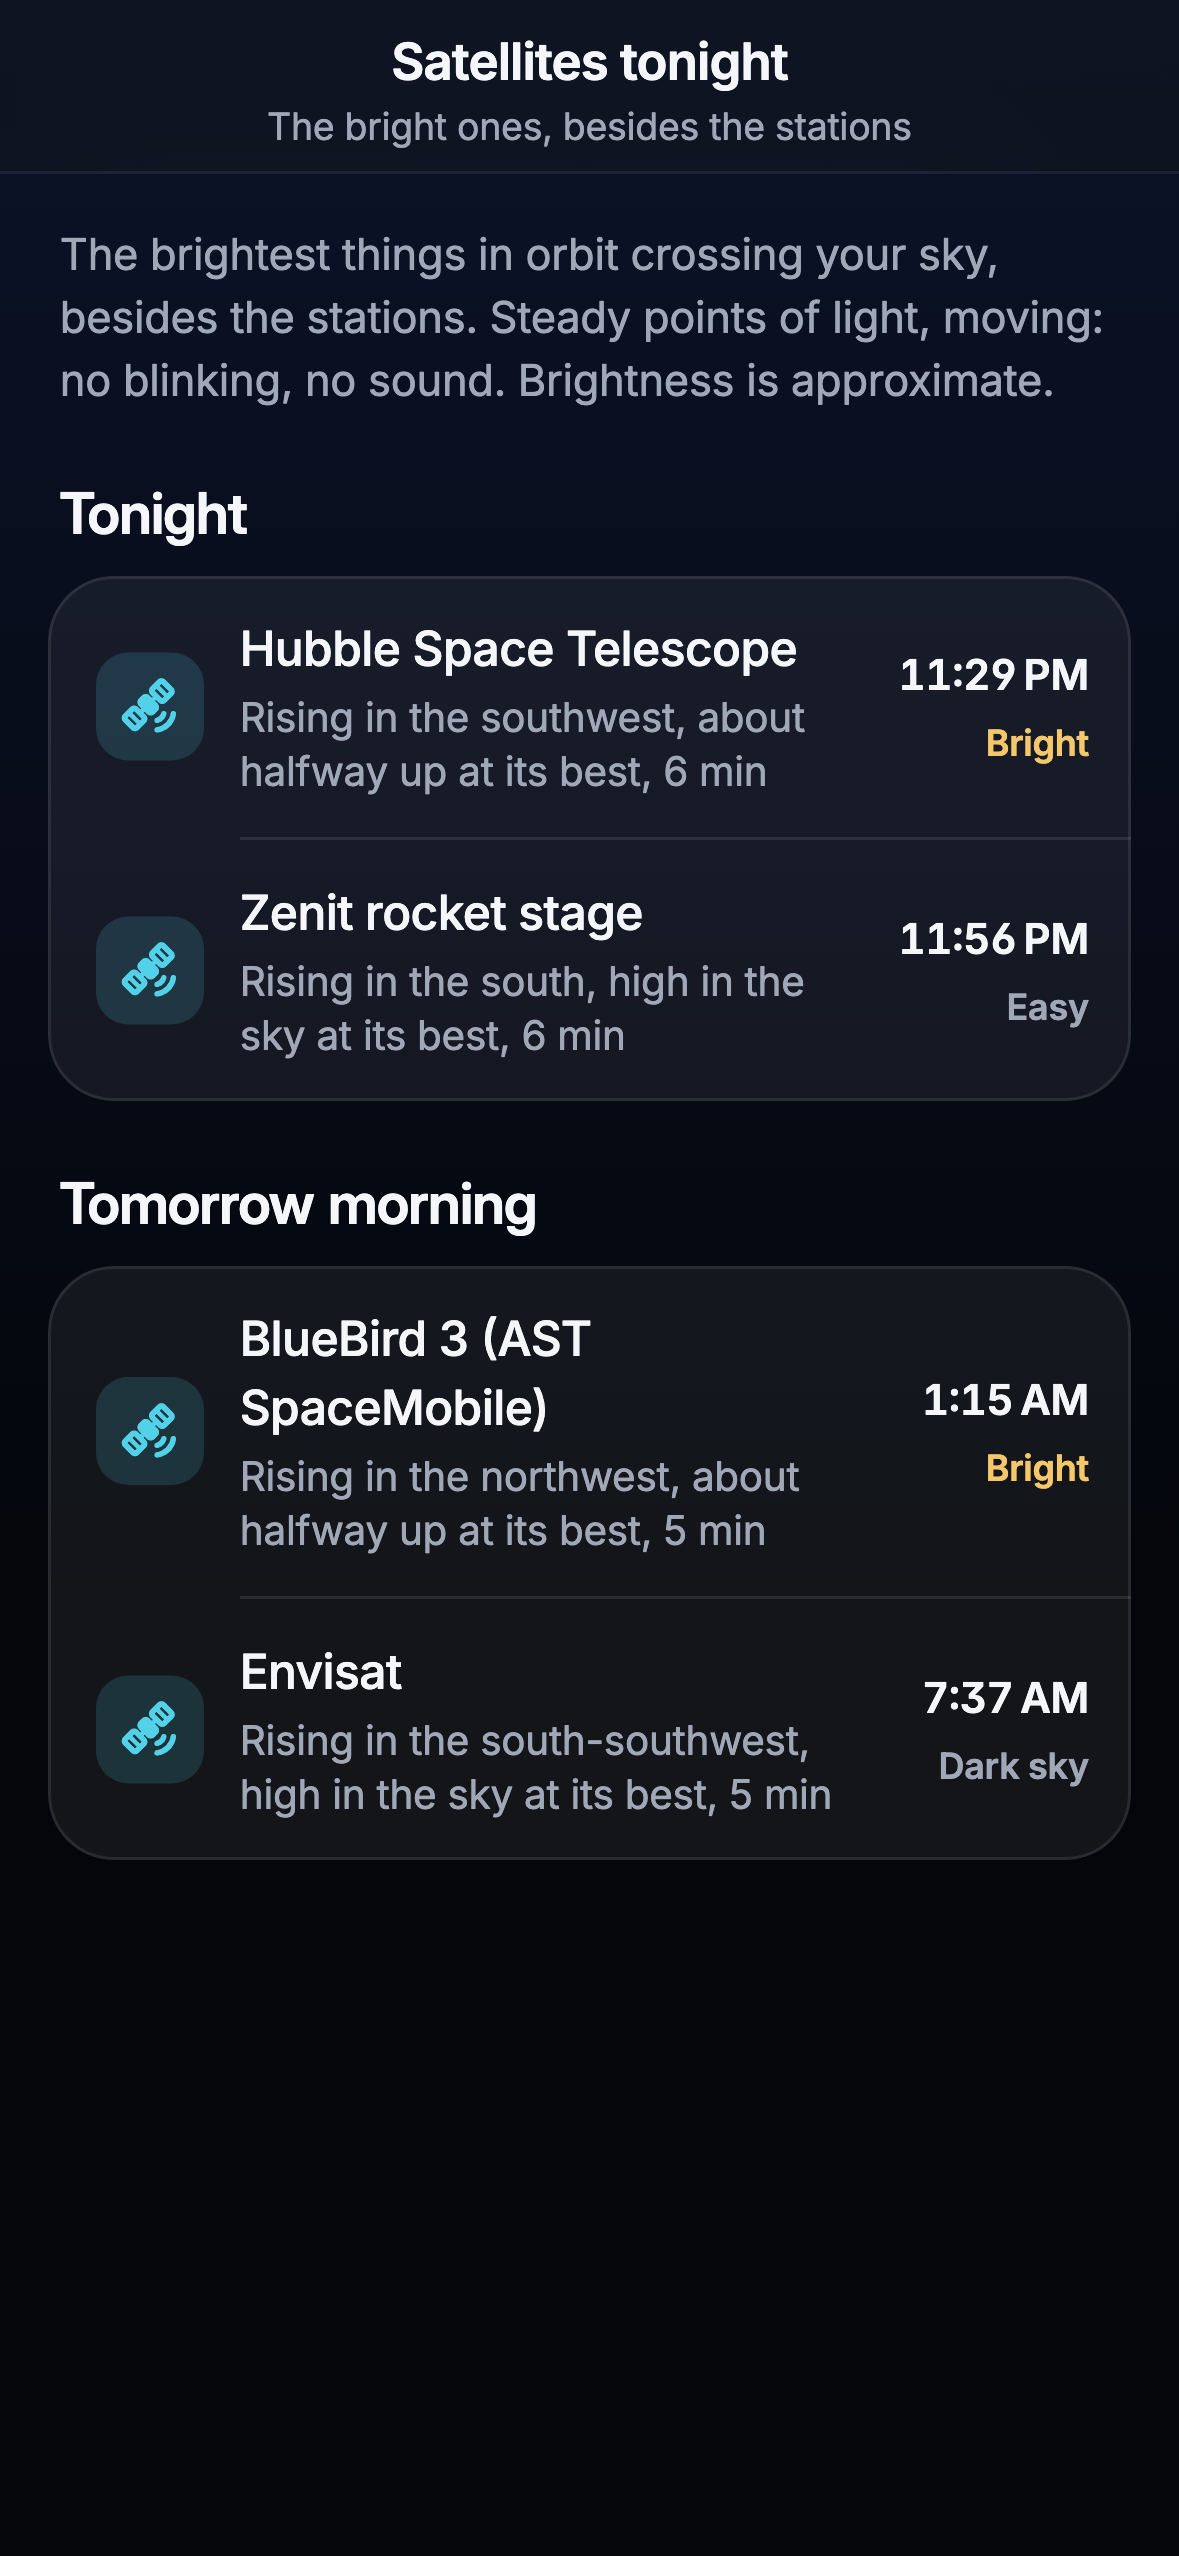 Satellites tonight
The bright ones, besides the stations
The brightest things in orbit crossing your sky,
besides the stations. Steady points of light, moving:
no blinking, no sound. Brightness is approximate.
Tonight
Hubble Space Telescope
Rising in the southwest, about
halfway up at its best, 6 min
11:29 PM
Bright
Zenit rocket stage
Rising in the south, high in the
sky at its best, 6 min
11:56 PM
Easy
Tomorrow morning
BlueBird 3 (AST
SpaceMobile)
Rising in the northwest, about
halfway up at its best, 5 min
1:15 AM
Bright
Envisat
Rising in the south-southwest,
high in the sky at its best, 5 min
7:37 AM
Dark sky